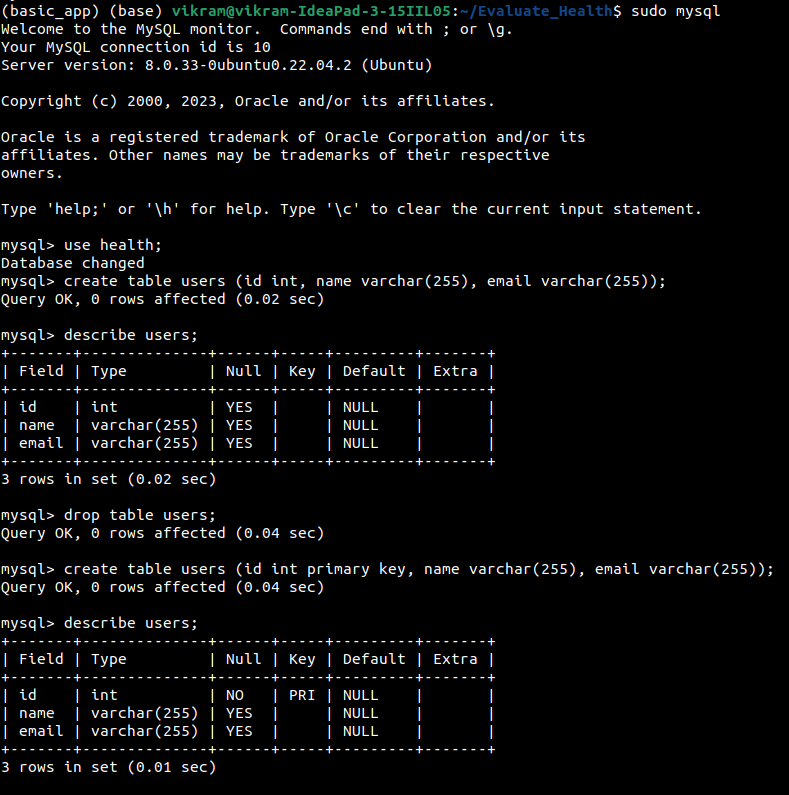 (basic_app) (base) vikram@vikram-IdeaPad-3-15IIL05:~/Evaluate_Health$ sudo mysql
Welcome to the MySQL monitor.  Commands end with ; or \g.
Your MySQL connection id is 10
Server version: 8.0.33-0ubuntu0.22.04.2 (Ubuntu)

Copyright (c) 2000, 2023, Oracle and/or its affiliates.

Oracle is a registered trademark of Oracle Corporation and/or its
affiliates. Other names may be trademarks of their respective
owners.

Type 'help;' or '\h' for help. Type '\c' to clear the current input statement.

mysql> use health;
Database changed
mysql> create table users (id int, name varchar(255), email varchar(255));
Query OK, 0 rows affected (0.02 sec)

mysql> describe users;
+-------+--------------+------+-----+---------+-------+
| Field | Type         | Null | Key | Default | Extra |
+-------+--------------+------+-----+---------+-------+
| id    | int          | YES  |     | NULL    |       |
| name  | varchar(255) | YES  |     | NULL    |       |
| email | varchar(255) | YES  |     | NULL    |       |
+-------+--------------+------+-----+---------+-------+
3 rows in set (0.02 sec)

mysql> drop table users;
Query OK, 0 rows affected (0.04 sec)

mysql> create table users (id int primary key, name varchar(255), email varchar(255));
Query OK, 0 rows affected (0.04 sec)

mysql> describe users;
+-------+--------------+------+-----+---------+-------+
| Field | Type         | Null | Key | Default | Extra |
+-------+--------------+------+-----+---------+-------+
| id    | int          | NO   | PRI | NULL    |       |
| name  | varchar(255) | YES  |     | NULL    |       |
| email | varchar(255) | YES  |     | NULL    |       |
+-------+--------------+------+-----+---------+-------+
3 rows in set (0.01 sec)